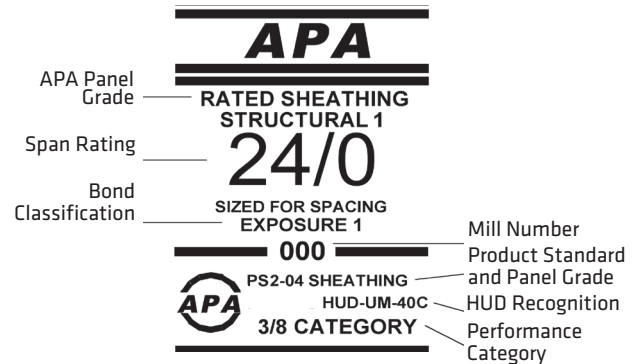 APA
APA Panel
Grade
RATED SHEATHING
STRUCTURAL 1
Span Rating
24/0
Bond
Classification
SIZED FOR SPACING
EXPOSURE 1
000
Mill Number
PS2-04 SHEATHING
Product Standard
and Panel Grade
APA
HUD-UM-40C
HUD Recognition
3/8 CATEGORY
Performance
Category